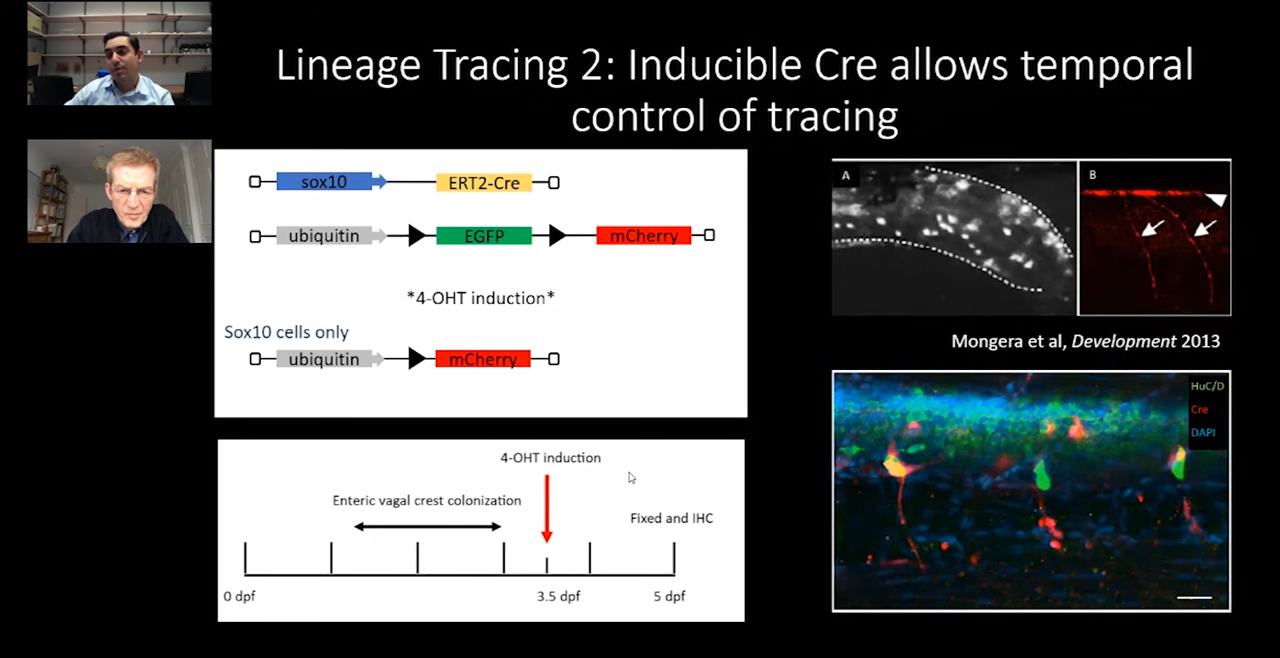 Lineage Tracing 2: Inducible Cre allows temporal
control of tracing
sox10
ERT2-Cre
ubiquitin
EGFP
mCherry
*4-OHT induction*
Sox10 cells only
ubiquitin
mCherry
4-OHT induction
Enteric vagal crest colonization
Fixed and IHC
0 dpf
3.5 dpf
5 dpf
A
B
Mongera et al, Development 2013
HuC/D
Cre
DAPI